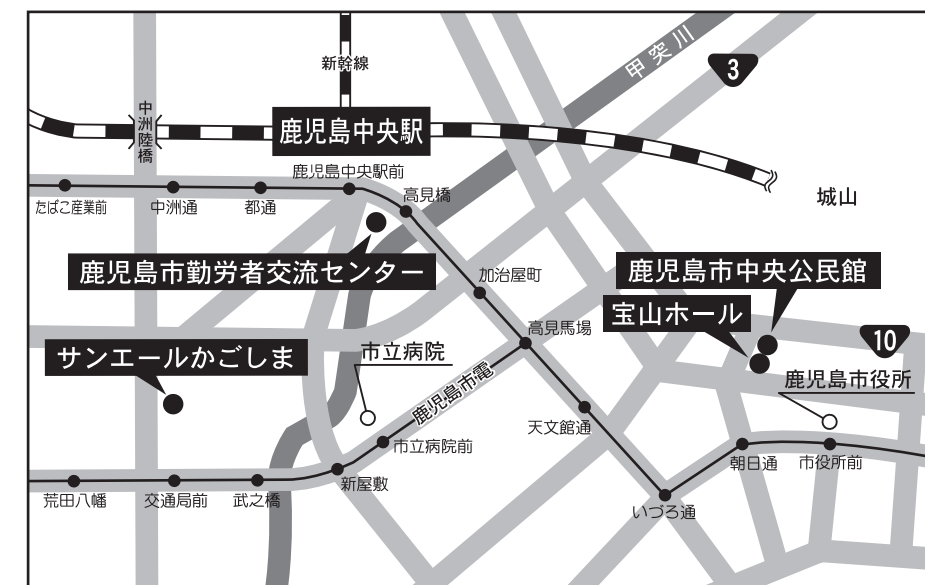 甲突川
3
新幹線
中洲陸橋
鹿児島中央駅
鹿児島中央駅前
高見橋
たばこ産業前
中洲通
都通
城山
鹿児島市勤労者交流センター
加治屋町
鹿児島市中央公民館
宝山ホール
高見馬場
10
サンエールかごしま
市立病院
鹿児島市電
鹿児島市役所
天文館通
市立病院前
朝日通
市役所前
荒田八幡
交通局前
武之橋
新屋敷
いづろ通